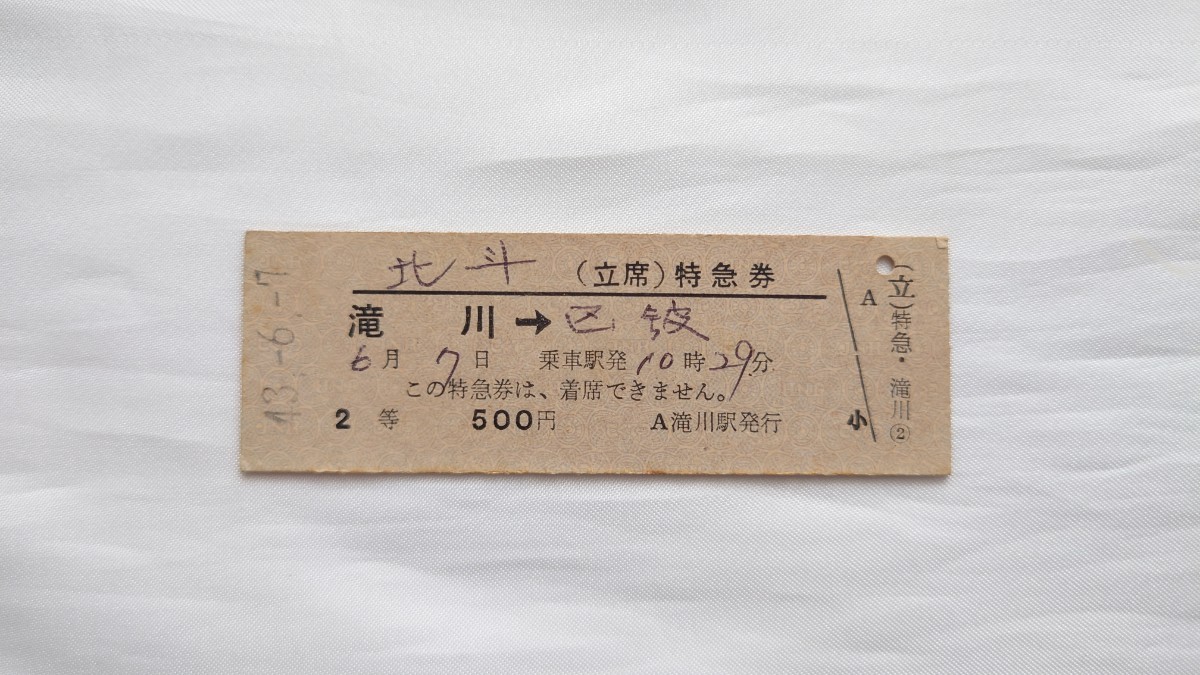 北斗（立席）特急券
滝川→
6月7日 乗車駅発10時29分
この特急券は、着席できません。
2等 500円 A滝川駅発行
43.-6.-7
A
小
（立）特急・滝川②